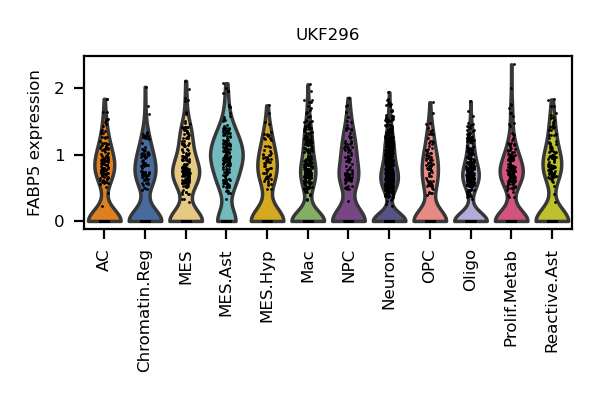 UKF296
FABP5 expression
2
1
0
AC
Chromatin.Reg
MES
MES.Ast
MES.Hyp
Mac
NPC
Neuron
OPC
Oligo
Prolif.Metab
Reactive.Ast